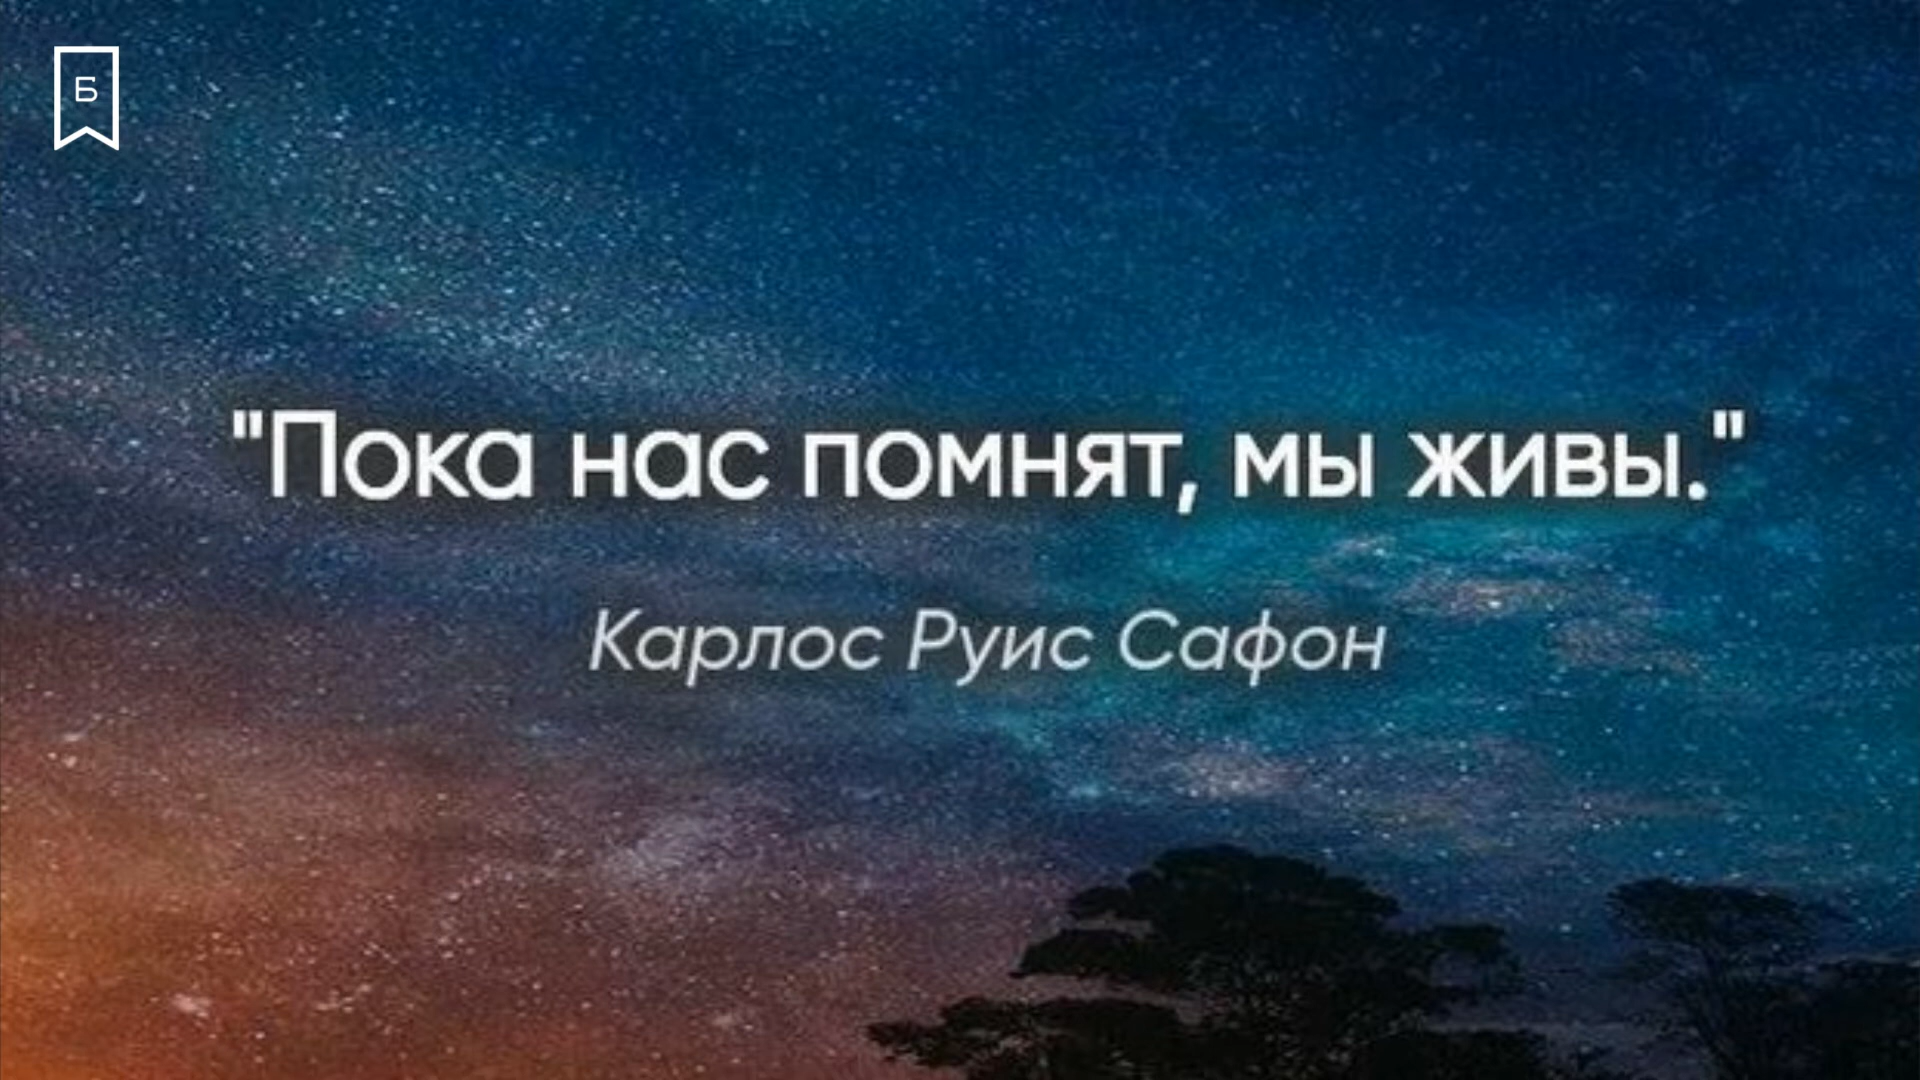 Б
"Пока нас помнят, мы живы."
Карлос Руис Сафон